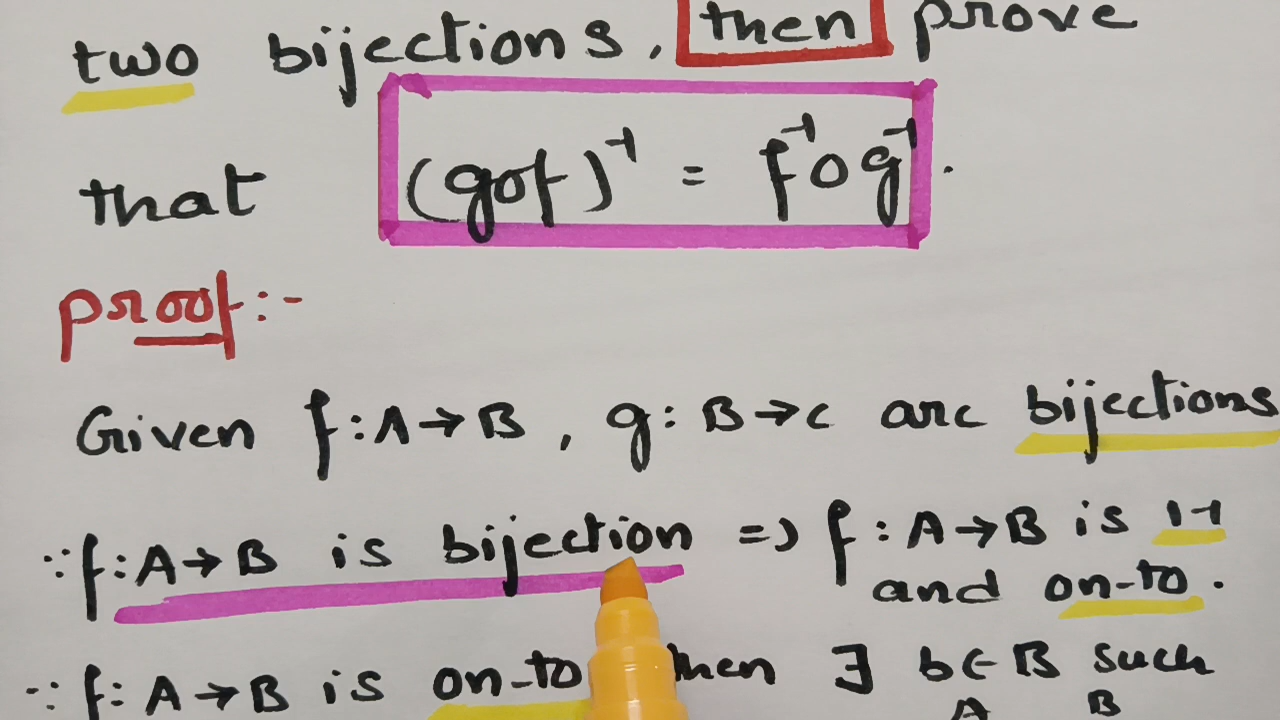 two bijections, then prove
that (gof)⁻¹ = f⁻¹og⁻¹.
proof:-
Given f:A→B, g:B→C are bijections
∵f:A→B is bijection => f:A→B is 1-1
and on-to.
∵f:A→B is on-to then ∃ b∈B such
A B